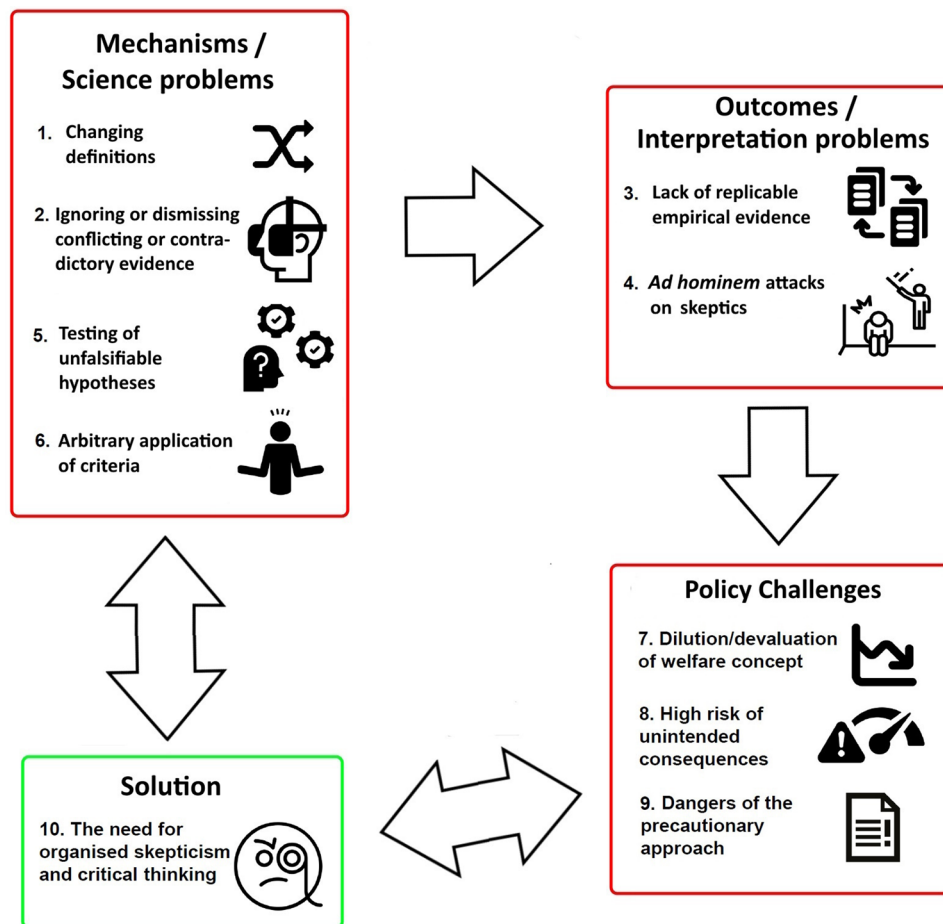 Mechanisms /
Science problems
1. Changing
definitions
2. Ignoring or dismissing
conflicting or contra-
dictory evidence
5. Testing of
unfalsifiable
hypotheses
?
6. Arbitrary application
of criteria
Outcomes /
Interpretation problems
3. Lack of replicable
empirical evidence
4. Ad hominem attacks
on skeptics
Policy Challenges
7. Dilution/devaluation
of welfare concept
8. High risk of
unintended
consequences
!
9. Dangers of the
precautionary
approach
!
Solution
10. The need for
organised skepticism
and critical thinking